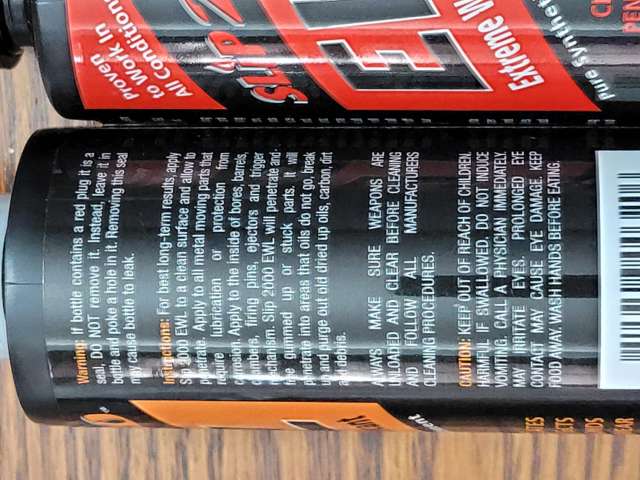 Proven
to Work in
All Conditions
SLIP 2
EWL
Extreme W
Pure Synthet
CL
PEN
Warning: If bottle contains a red plug it is a
seal, DO NOT remove it. Instead, leave it in
bottle and poke a hole in it. Removing this seal
may cause bottle to leak.
Instructions: For best long-term results, apply
Slip 2000 EWL to a clean surface and allow to
penetrate. Apply to all metal moving parts that
require lubrication or protection from
corrosion. Apply to the inside of bores, barrels,
chambers, firing pins, ejectors and trigger
mechanism. Slip 2000 EWL will penetrate and
free gummed up or stuck parts. It will
penetrate into areas that oils do not go, break
up and purge out old dried up oils, carbon, dirt
and debris.
ALWAYS MAKE SURE WEAPONS ARE
UNLOADED AND CLEAR BEFORE CLEANING
AND FOLLOW ALL MANUFACTURERS
CLEANING PROCEDURES.
CAUTION: KEEP OUT OF REACH OF CHILDREN.
HARMFUL IF SWALLOWED, DO NOT INDUCE
VOMITING. CALL A PHYSICIAN IMMEDIATELY.
MAY IRRITATE EYES. PROLONGED EYE
CONTACT MAY CAUSE EYE DAMAGE. KEEP
FOOD AWAY. WASH HANDS BEFORE EATING.